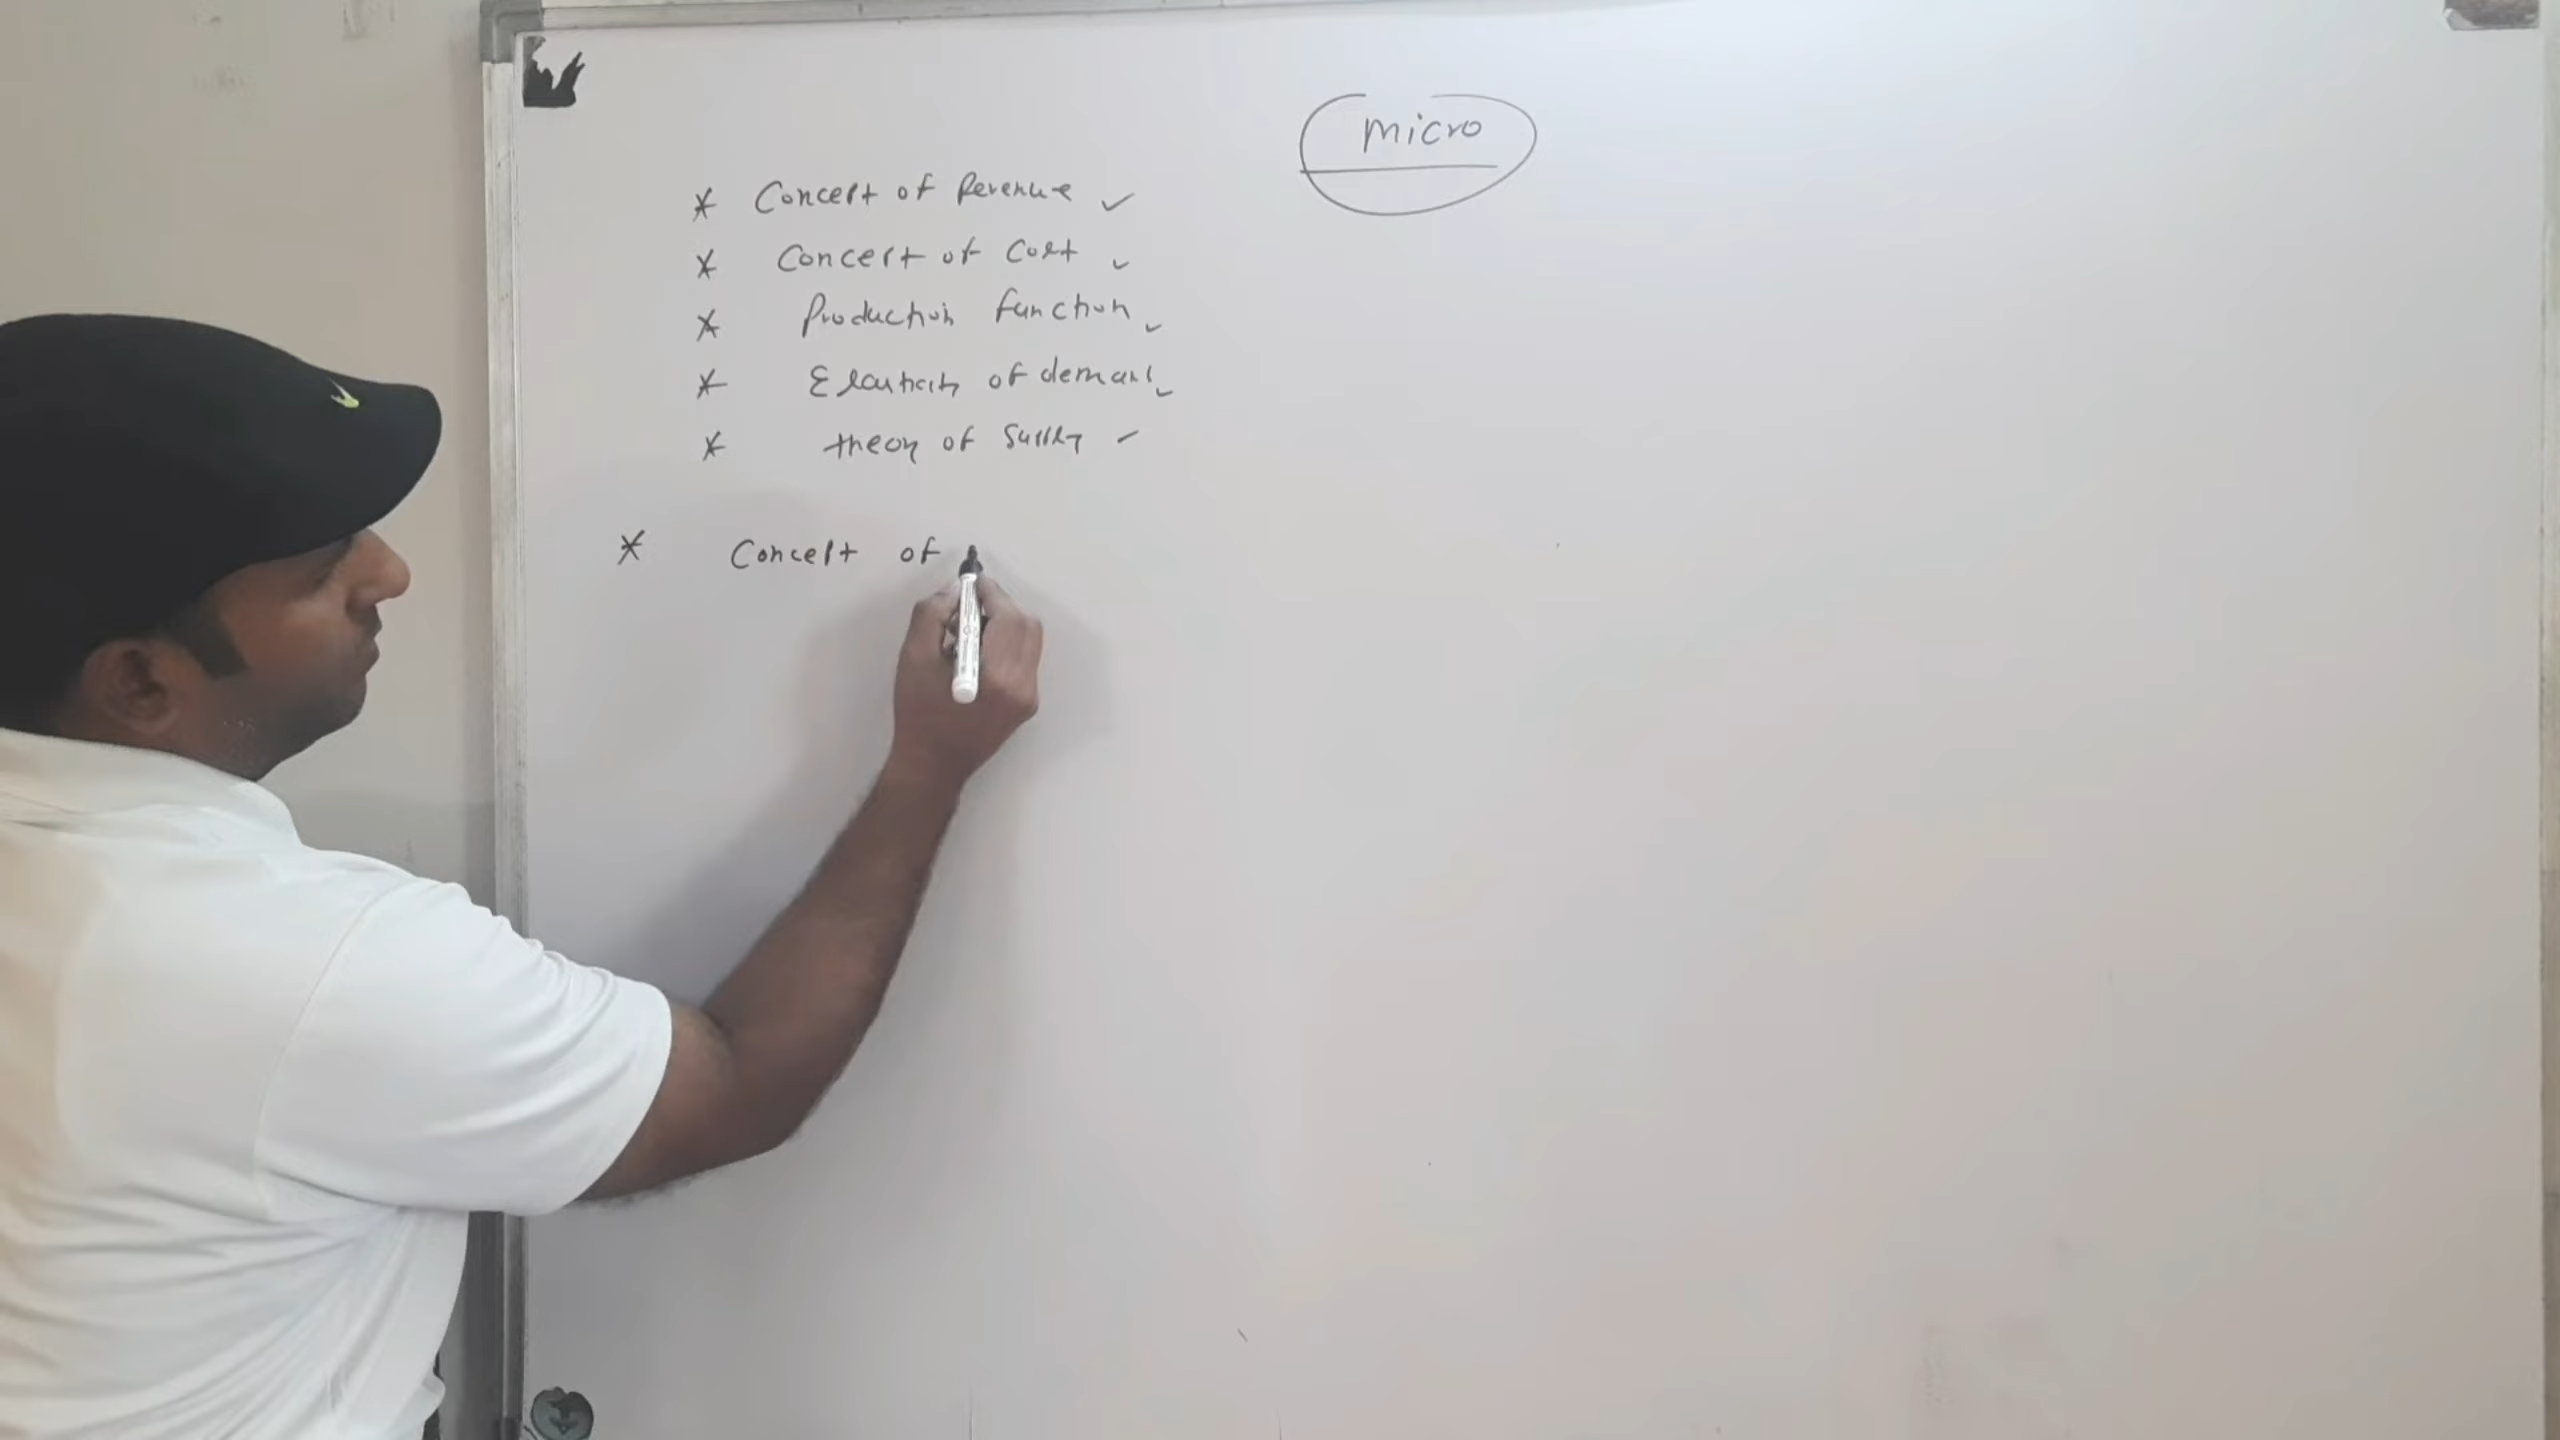 micro
* Concept of Revenue ✓
* Concept of Cost ✓
* Production function ✓
* Elasticity of demand ✓
* theory of Supply ✓
* Concept of